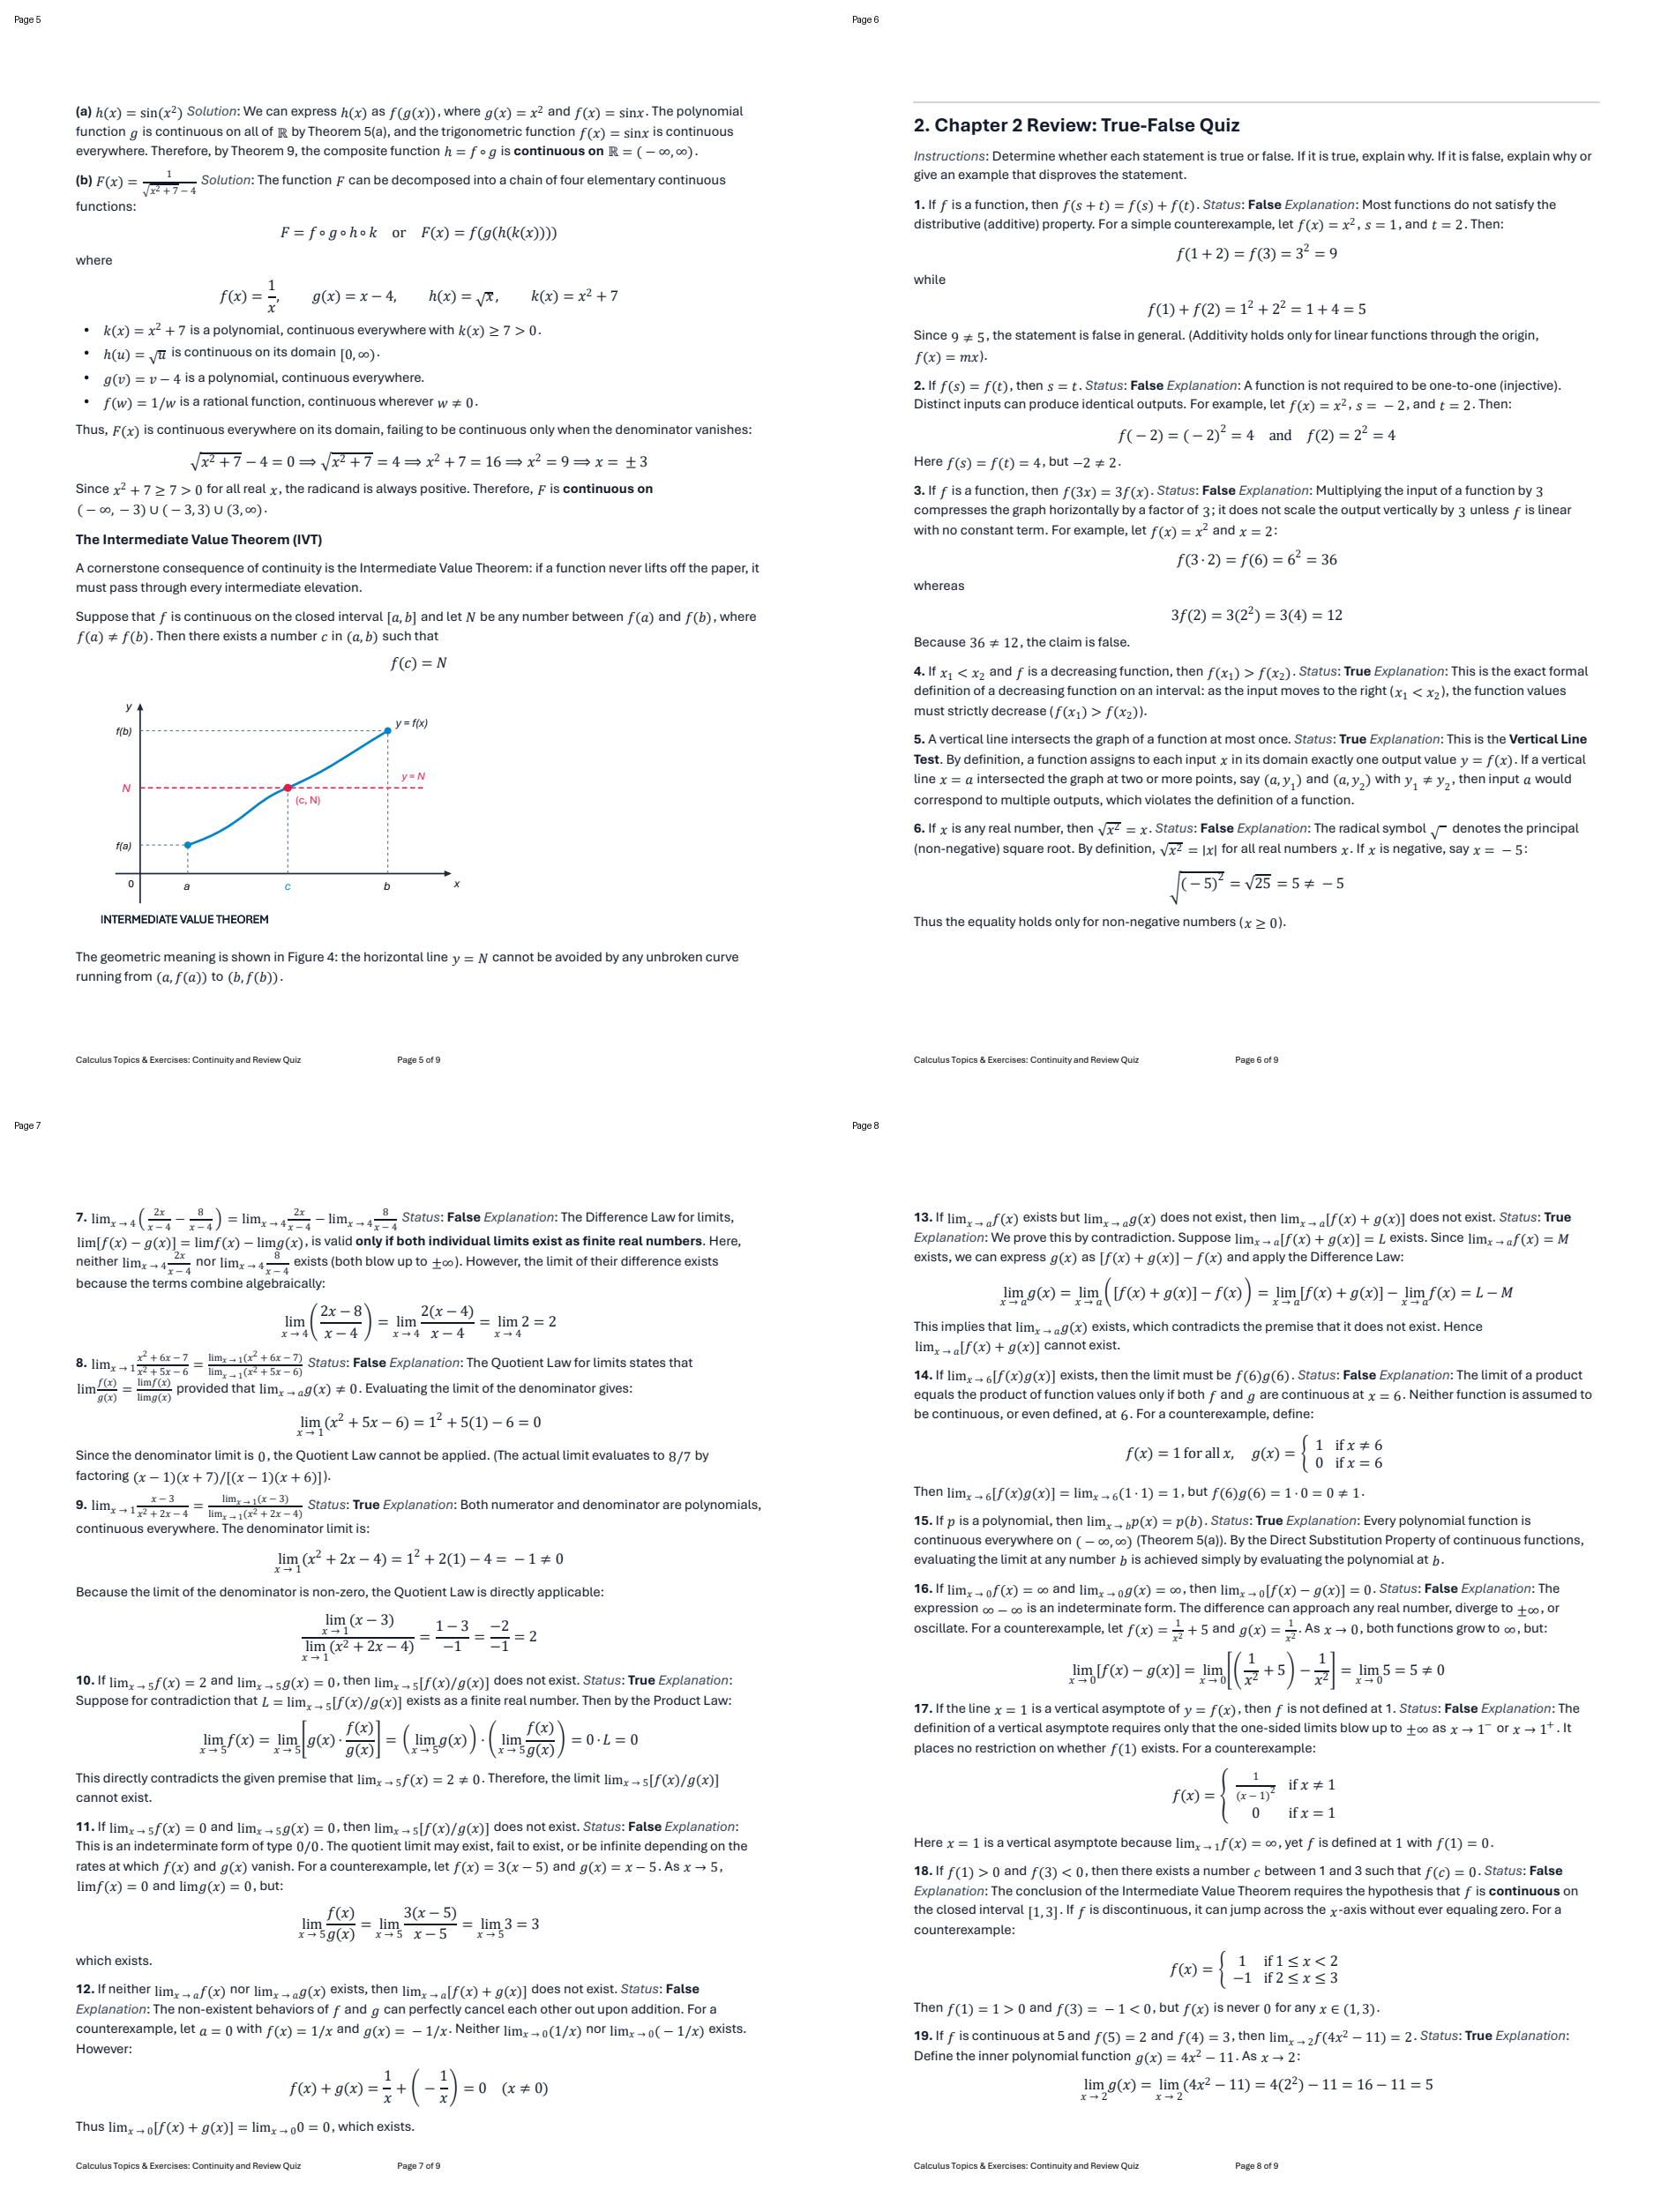 Page 5
(a) h(x) = sin(x²) Solution: We can express h(x) as f(g(x)), where g(x) = x² and f(x) = sinx. The polynomial
function g is continuous on all of ℝ by Theorem 5(a), and the trigonometric function f(x) = sinx is continuous
everywhere. Therefore, by Theorem 9, the composite function h = f ∘ g is continuous on ℝ = ( − ∞, ∞).
(b) F(x) = 1/(√(x² + 7) − 4) Solution: The function F can be decomposed into a chain of four elementary continuous
functions:
F = f ∘ g ∘ h ∘ k or F(x) = f(g(h(k(x))))
where
f(x) = 1/x, g(x) = x − 4, h(x) = √x, k(x) = x² + 7
• k(x) = x² + 7 is a polynomial, continuous everywhere with k(x) ≥ 7 > 0.
• h(u) = √u is continuous on its domain [0, ∞).
• g(v) = v − 4 is a polynomial, continuous everywhere.
• f(w) = 1/w is a rational function, continuous wherever w ≠ 0.
Thus, F(x) is continuous everywhere on its domain, failing to be continuous only when the denominator vanishes:
√(x² + 7) − 4 = 0 ⟹ √(x² + 7) = 4 ⟹ x² + 7 = 16 ⟹ x² = 9 ⟹ x = ± 3
Since x² + 7 ≥ 7 > 0 for all real x, the radicand is always positive. Therefore, F is continuous on
( − ∞, − 3) ∪ ( − 3, 3) ∪ (3, ∞).
The Intermediate Value Theorem (IVT)
A cornerstone consequence of continuity is the Intermediate Value Theorem: if a function never lifts off the paper, it
must pass through every intermediate elevation.
Suppose that f is continuous on the closed interval [a, b] and let N be any number between f(a) and f(b), where
f(a) ≠ f(b). Then there exists a number c in (a, b) such that
f(c) = N
y
f(b)
y = f(x)
y = N
N
(c, N)
f(a)
0
a
c
b
x
INTERMEDIATE VALUE THEOREM
The geometric meaning is shown in Figure 4: the horizontal line y = N cannot be avoided by any unbroken curve
running from (a, f(a)) to (b, f(b)).
Calculus Topics & Exercises: Continuity and Review Quiz Page 5 of 9
Page 6
2. Chapter 2 Review: True-False Quiz
Instructions: Determine whether each statement is true or false. If it is true, explain why. If it is false, explain why or
give an example that disproves the statement.
1. If f is a function, then f(s + t) = f(s) + f(t). Status: False Explanation: Most functions do not satisfy the
distributive (additive) property. For a simple counterexample, let f(x) = x², s = 1, and t = 2. Then:
f(1 + 2) = f(3) = 3² = 9
while
f(1) + f(2) = 1² + 2² = 1 + 4 = 5
Since 9 ≠ 5, the statement is false in general. (Additivity holds only for linear functions through the origin,
f(x) = mx).
2. If f(s) = f(t), then s = t. Status: False Explanation: A function is not required to be one-to-one (injective).
Distinct inputs can produce identical outputs. For example, let f(x) = x², s = − 2, and t = 2. Then:
f( − 2) = ( − 2)² = 4 and f(2) = 2² = 4
Here f(s) = f(t) = 4, but −2 ≠ 2.
3. If f is a function, then f(3x) = 3f(x). Status: False Explanation: Multiplying the input of a function by 3
compresses the graph horizontally by a factor of 3; it does not scale the output vertically by 3 unless f is linear
with no constant term. For example, let f(x) = x² and x = 2:
f(3 · 2) = f(6) = 6² = 36
whereas
3f(2) = 3(2²) = 3(4) = 12
Because 36 ≠ 12, the claim is false.
4. If x₁ < x₂ and f is a decreasing function, then f(x₁) > f(x₂). Status: True Explanation: This is the exact formal
definition of a decreasing function on an interval: as the input moves to the right (x₁ < x₂), the function values
must strictly decrease (f(x₁) > f(x₂)).
5. A vertical line intersects the graph of a function at most once. Status: True Explanation: This is the Vertical Line
Test. By definition, a function assigns to each input x in its domain exactly one output value y = f(x). If a vertical
line x = a intersected the graph at two or more points, say (a, y₁) and (a, y₂) with y₁ ≠ y₂, then input a would
correspond to multiple outputs, which violates the definition of a function.
6. If x is any real number, then √(x²) = x. Status: False Explanation: The radical symbol √ denotes the principal
(non-negative) square root. By definition, √(x²) = |x| for all real numbers x. If x is negative, say x = − 5:
√(( − 5)²) = √25 = 5 ≠ − 5
Thus the equality holds only for non-negative numbers (x ≥ 0).
Calculus Topics & Exercises: Continuity and Review Quiz Page 6 of 9
Page 7
7. lim x→4 (2x/(x − 4) − 8/(x − 4)) = lim x→4 2x/(x − 4) − lim x→4 8/(x − 4) Status: False Explanation: The Difference Law for limits,
lim[f(x) − g(x)] = limf(x) − limg(x), is valid only if both individual limits exist as finite real numbers. Here,
neither lim x→4 2x/(x − 4) nor lim x→4 8/(x − 4) exists (both blow up to ±∞). However, the limit of their difference exists
because the terms combine algebraically:
lim x→4 ((2x − 8)/(x − 4)) = lim x→4 2(x − 4)/(x − 4) = lim x→4 2 = 2
8. lim x→1 (x² + 6x − 7)/(x² + 5x − 6) = lim x→1(x² + 6x − 7)/lim x→1(x² + 5x − 6) Status: False Explanation: The Quotient Law for limits states that
lim f(x)/g(x) = limf(x)/limg(x) provided that lim x→a g(x) ≠ 0. Evaluating the limit of the denominator gives:
lim x→1 (x² + 5x − 6) = 1² + 5(1) − 6 = 0
Since the denominator limit is 0, the Quotient Law cannot be applied. (The actual limit evaluates to 8/7 by
factoring (x − 1)(x + 7)/[(x − 1)(x + 6)]).
9. lim x→1 (x − 3)/(x² + 2x − 4) = lim x→1(x − 3)/lim x→1(x² + 2x − 4) Status: True Explanation: Both numerator and denominator are polynomials,
continuous everywhere. The denominator limit is:
lim x→1 (x² + 2x − 4) = 1² + 2(1) − 4 = − 1 ≠ 0
Because the limit of the denominator is non-zero, the Quotient Law is directly applicable:
lim x→1 (x − 3)/lim x→1 (x² + 2x − 4) = (1 − 3)/−1 = −2/−1 = 2
10. If lim x→5 f(x) = 2 and lim x→5 g(x) = 0, then lim x→5 [f(x)/g(x)] does not exist. Status: True Explanation:
Suppose for contradiction that L = lim x→5 [f(x)/g(x)] exists as a finite real number. Then by the Product Law:
lim x→5 f(x) = lim x→5 [g(x) · f(x)/g(x)] = (lim x→5 g(x)) · (lim x→5 f(x)/g(x)) = 0 · L = 0
This directly contradicts the given premise that lim x→5 f(x) = 2 ≠ 0. Therefore, the limit lim x→5 [f(x)/g(x)]
cannot exist.
11. If lim x→5 f(x) = 0 and lim x→5 g(x) = 0, then lim x→5 [f(x)/g(x)] does not exist. Status: False Explanation:
This is an indeterminate form of type 0/0. The quotient limit may exist, fail to exist, or be infinite depending on the
rates at which f(x) and g(x) vanish. For a counterexample, let f(x) = 3(x − 5) and g(x) = x − 5. As x → 5,
limf(x) = 0 and limg(x) = 0, but:
lim x→5 f(x)/g(x) = lim x→5 3(x − 5)/(x − 5) = lim x→5 3 = 3
which exists.
12. If neither lim x→a f(x) nor lim x→a g(x) exists, then lim x→a [f(x) + g(x)] does not exist. Status: False
Explanation: The non-existent behaviors of f and g can perfectly cancel each other out upon addition. For a
counterexample, let a = 0 with f(x) = 1/x and g(x) = − 1/x. Neither lim x→0 (1/x) nor lim x→0 ( − 1/x) exists.
However:
f(x) + g(x) = 1/x + ( − 1/x) = 0 (x ≠ 0)
Thus lim x→0 [f(x) + g(x)] = lim x→0 0 = 0, which exists.
Calculus Topics & Exercises: Continuity and Review Quiz Page 7 of 9
Page 8
13. If lim x→a f(x) exists but lim x→a g(x) does not exist, then lim x→a [f(x) + g(x)] does not exist. Status: True
Explanation: We prove this by contradiction. Suppose lim x→a [f(x) + g(x)] = L exists. Since lim x→a f(x) = M
exists, we can express g(x) as [f(x) + g(x)] − f(x) and apply the Difference Law:
lim x→a g(x) = lim x→a ([f(x) + g(x)] − f(x)) = lim x→a [f(x) + g(x)] − lim x→a f(x) = L − M
This implies that lim x→a g(x) exists, which contradicts the premise that it does not exist. Hence
lim x→a [f(x) + g(x)] cannot exist.
14. If lim x→6 [f(x)g(x)] exists, then the limit must be f(6)g(6). Status: False Explanation: The limit of a product
equals the product of function values only if both f and g are continuous at x = 6. Neither function is assumed to
be continuous, or even defined, at 6. For a counterexample, define:
f(x) = 1 for all x, g(x) = { 1 if x ≠ 6
0 if x = 6
Then lim x→6 [f(x)g(x)] = lim x→6 (1 · 1) = 1, but f(6)g(6) = 1 · 0 = 0 ≠ 1.
15. If p is a polynomial, then lim x→b p(x) = p(b). Status: True Explanation: Every polynomial function is
continuous everywhere on ( − ∞, ∞) (Theorem 5(a)). By the Direct Substitution Property of continuous functions,
evaluating the limit at any number b is achieved simply by evaluating the polynomial at b.
16. If lim x→0 f(x) = ∞ and lim x→0 g(x) = ∞, then lim x→0 [f(x) − g(x)] = 0. Status: False Explanation: The
expression ∞ − ∞ is an indeterminate form. The difference can approach any real number, diverge to ±∞, or
oscillate. For a counterexample, let f(x) = 1/x² + 5 and g(x) = 1/x². As x → 0, both functions grow to ∞, but:
lim x→0 [f(x) − g(x)] = lim x→0 [(1/x² + 5) − 1/x²] = lim x→0 5 = 5 ≠ 0
17. If the line x = 1 is a vertical asymptote of y = f(x), then f is not defined at 1. Status: False Explanation: The
definition of a vertical asymptote requires only that the one-sided limits blow up to ±∞ as x → 1⁻ or x → 1⁺. It
places no restriction on whether f(1) exists. For a counterexample:
f(x) = { 1/(x − 1)² if x ≠ 1
0 if x = 1
Here x = 1 is a vertical asymptote because lim x→1 f(x) = ∞, yet f is defined at 1 with f(1) = 0.
18. If f(1) > 0 and f(3) < 0, then there exists a number c between 1 and 3 such that f(c) = 0. Status: False
Explanation: The conclusion of the Intermediate Value Theorem requires the hypothesis that f is continuous on
the closed interval [1, 3]. If f is discontinuous, it can jump across the x-axis without ever equaling zero. For a
counterexample:
f(x) = { 1 if 1 ≤ x < 2
−1 if 2 ≤ x ≤ 3
Then f(1) = 1 > 0 and f(3) = − 1 < 0, but f(x) is never 0 for any x ∈ (1, 3).
19. If f is continuous at 5 and f(5) = 2 and f(4) = 3, then lim x→2 f(4x² − 11) = 2. Status: True Explanation:
Define the inner polynomial function g(x) = 4x² − 11. As x → 2:
lim x→2 g(x) = lim x→2 (4x² − 11) = 4(2²) − 11 = 16 − 11 = 5
Calculus Topics & Exercises: Continuity and Review Quiz Page 8 of 9